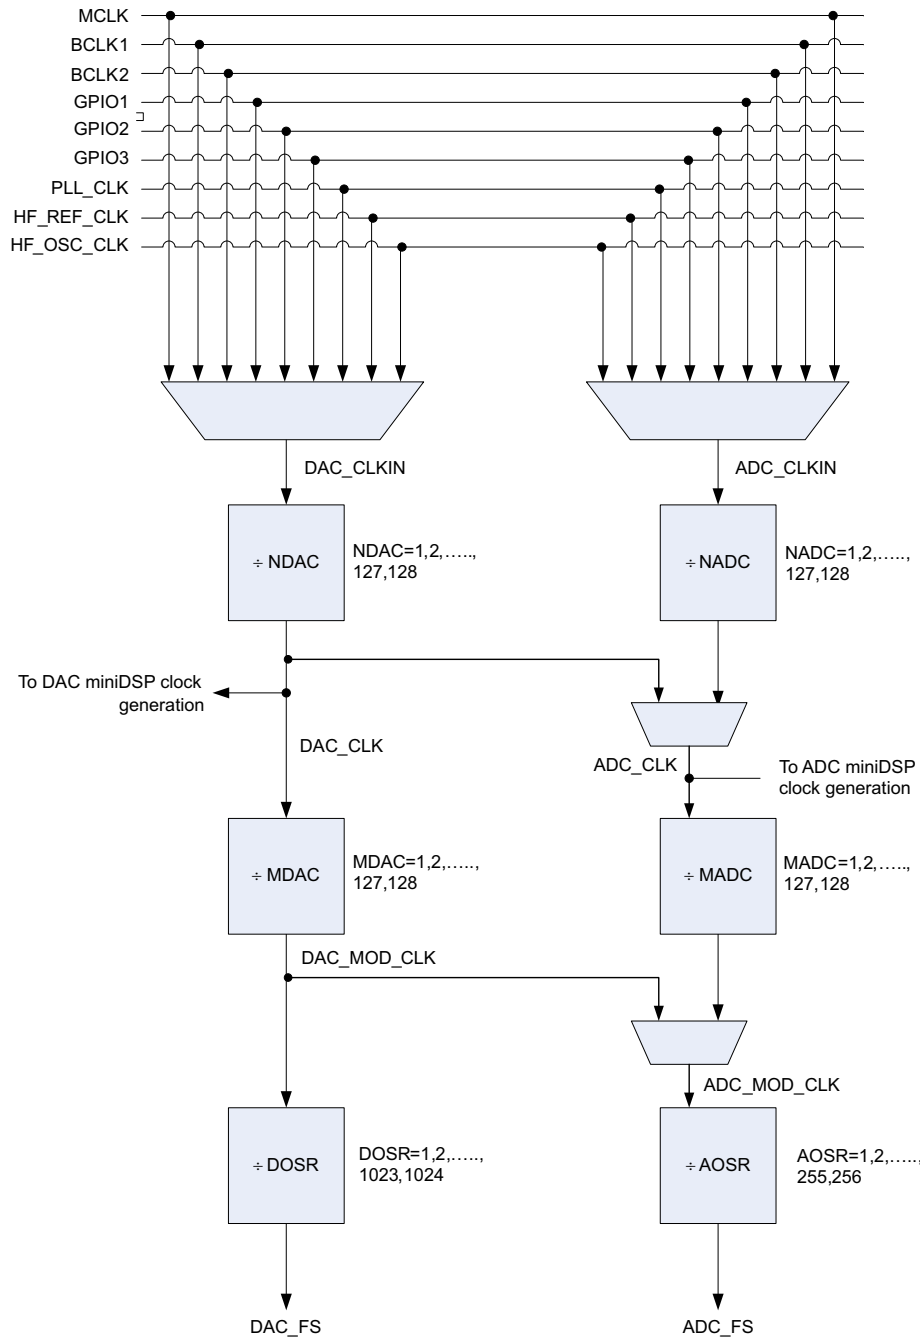 MCLK
BCLK1
BCLK2
GPIO1
GPIO2
GPIO3
PLL_CLK
HF_REF_CLK
HF_OSC_CLK
DAC_CLKIN
ADC_CLKIN
÷ NDAC
NDAC=1,2,…..,
127,128
÷ NADC
NADC=1,2,…..,
127,128
To DAC miniDSP clock
generation
DAC_CLK
ADC_CLK
To ADC miniDSP
clock generation
÷ MDAC
MDAC=1,2,…..,
127,128
÷ MADC
MADC=1,2,…..,
127,128
DAC_MOD_CLK
ADC_MOD_CLK
÷ DOSR
DOSR=1,2,…..,
1023,1024
÷ AOSR
AOSR=1,2,…..,
255,256
DAC_FS
ADC_FS